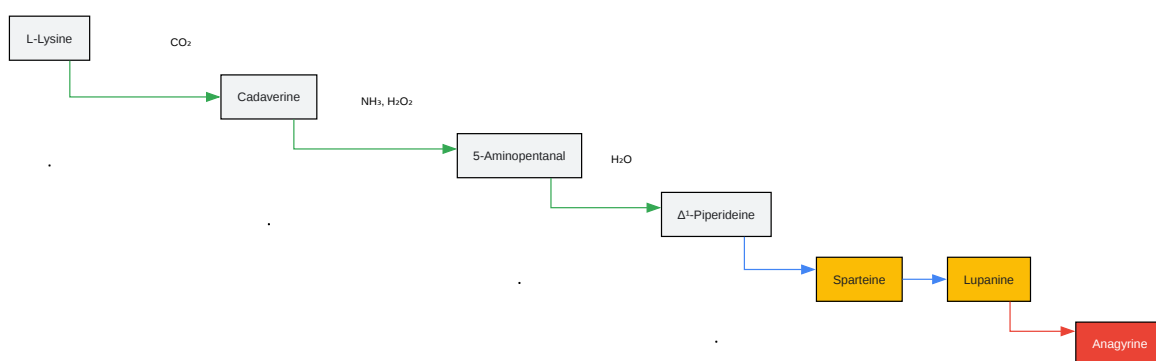 L-Lysine
CO₂
Cadaverine
NH₃, H₂O₂
5-Aminopentanal
H₂O
Δ¹-Piperideine
Sparteine
Lupanine
Anagyrine